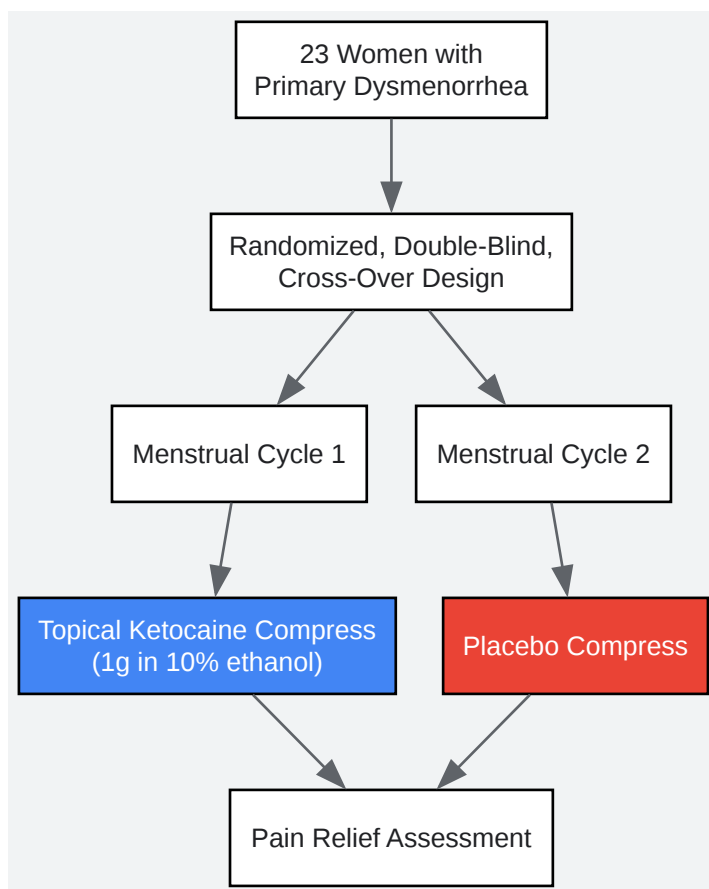 23 Women with
Primary Dysmenorrhea
Randomized, Double-Blind,
Cross-Over Design
Menstrual Cycle 1
Menstrual Cycle 2
Topical Ketocaine Compress
(1g in 10% ethanol)
Placebo Compress
Pain Relief Assessment